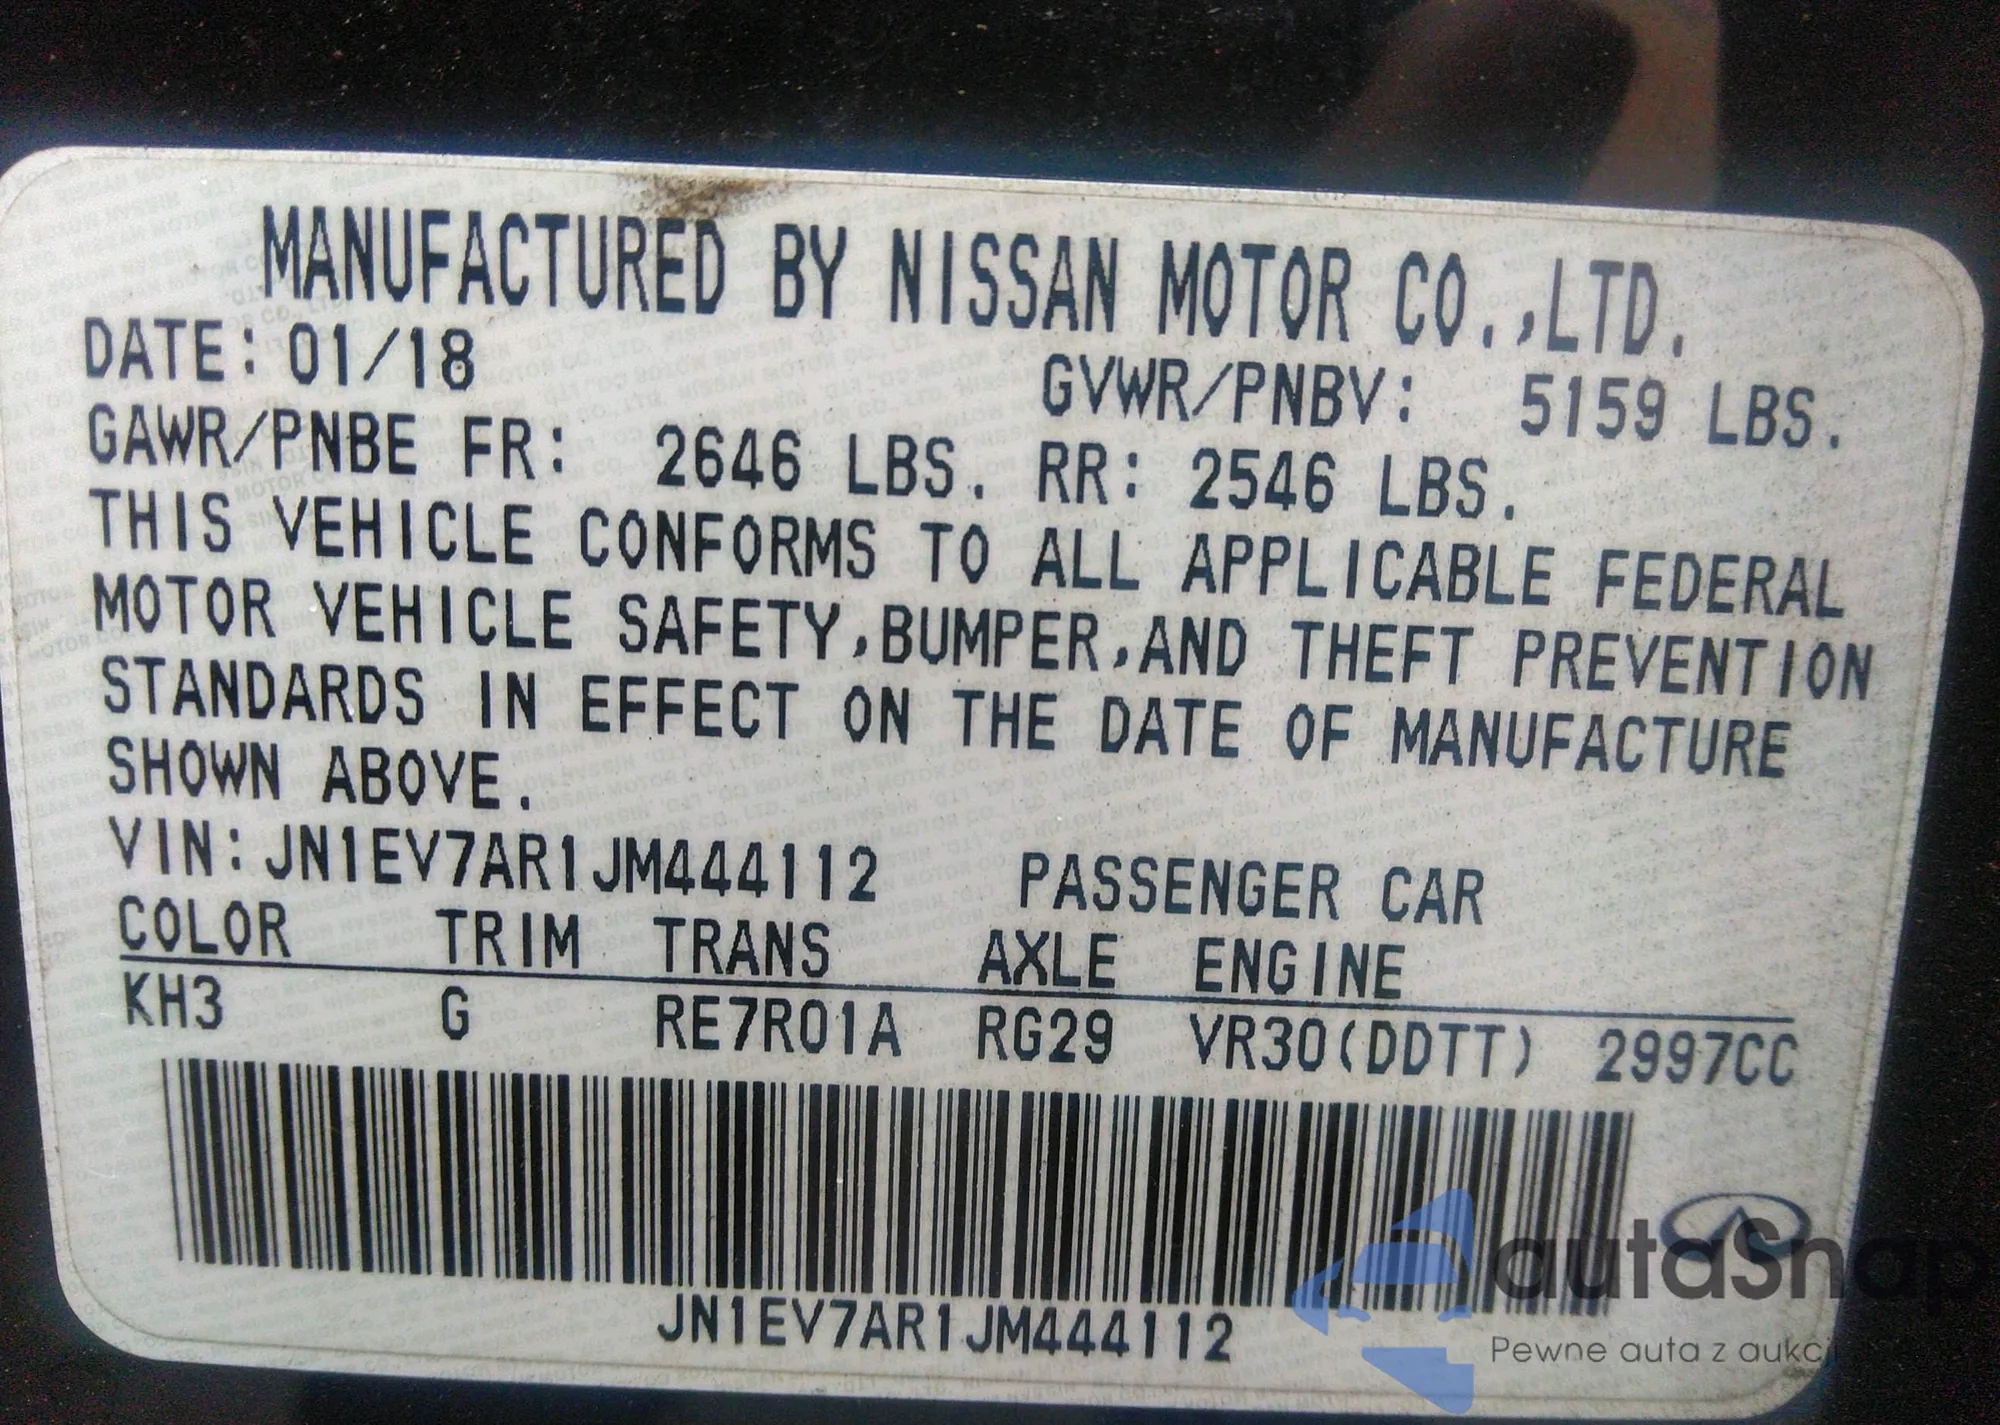 MANUFACTURED BY NISSAN MOTOR CO.,LTD.
DATE: 01/18 GVWR/PNBV: 5159 LBS.
GAWR/PNBE FR: 2646 LBS. RR: 2546 LBS.
THIS VEHICLE CONFORMS TO ALL APPLICABLE FEDERAL
MOTOR VEHICLE SAFETY,BUMPER,AND THEFT PREVENTION
STANDARDS IN EFFECT ON THE DATE OF MANUFACTURE
SHOWN ABOVE.
VIN: JN1EV7AR1JM444112 PASSENGER CAR
COLOR TRIM TRANS AXLE ENGINE
KH3 G RE7R01A RG29 VR30(DDTT) 2997CC
JN1EV7AR1JM444112
autaSnap
Pewne auta z aukcji